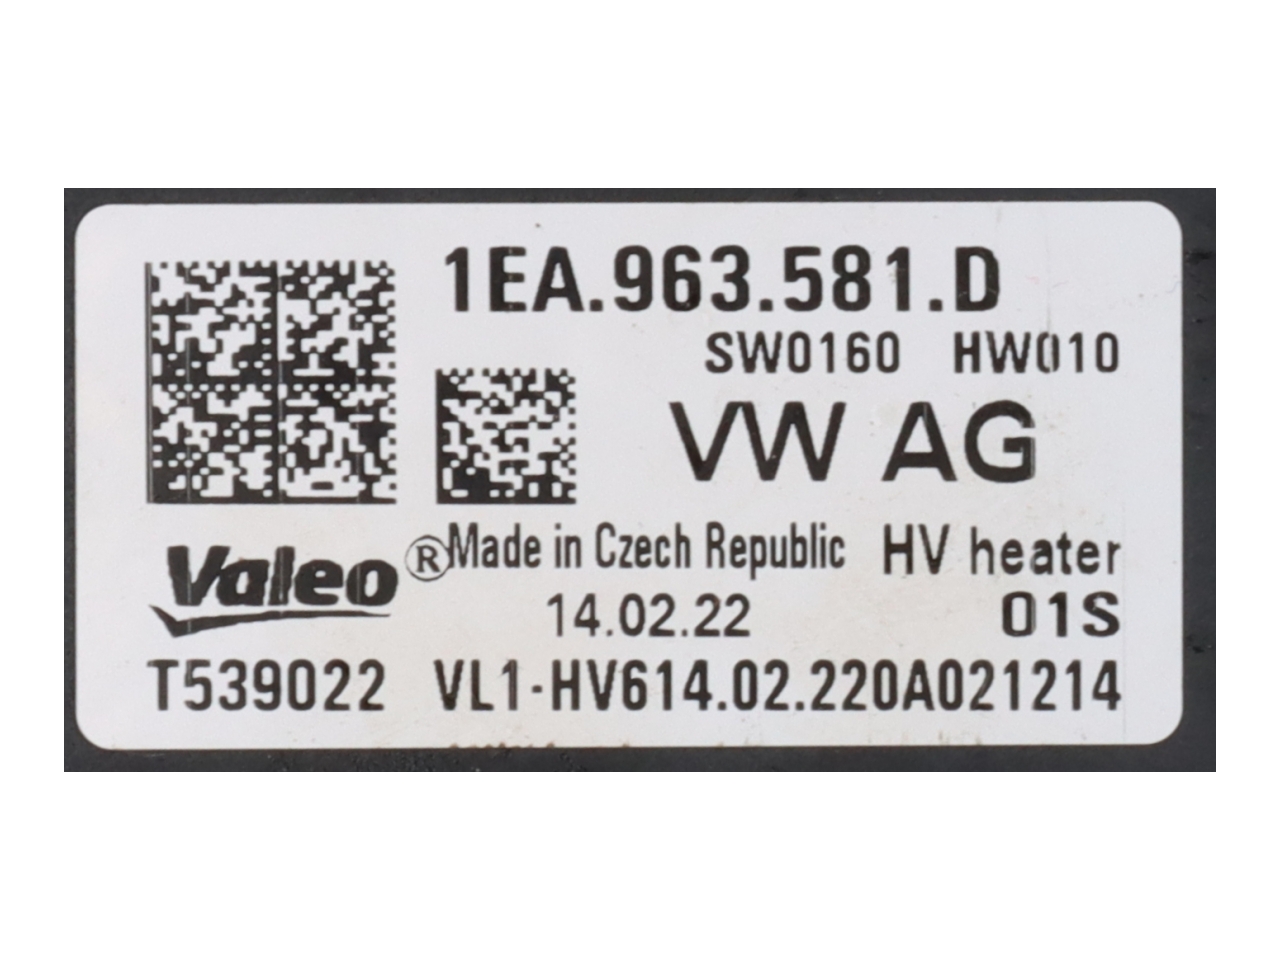 1EA.963.581.D
SW0160 HW010
VW AG
Valeo® Made in Czech Republic HV heater
14.02.22 01S
T539022 VL1-HV614.02.220A021214